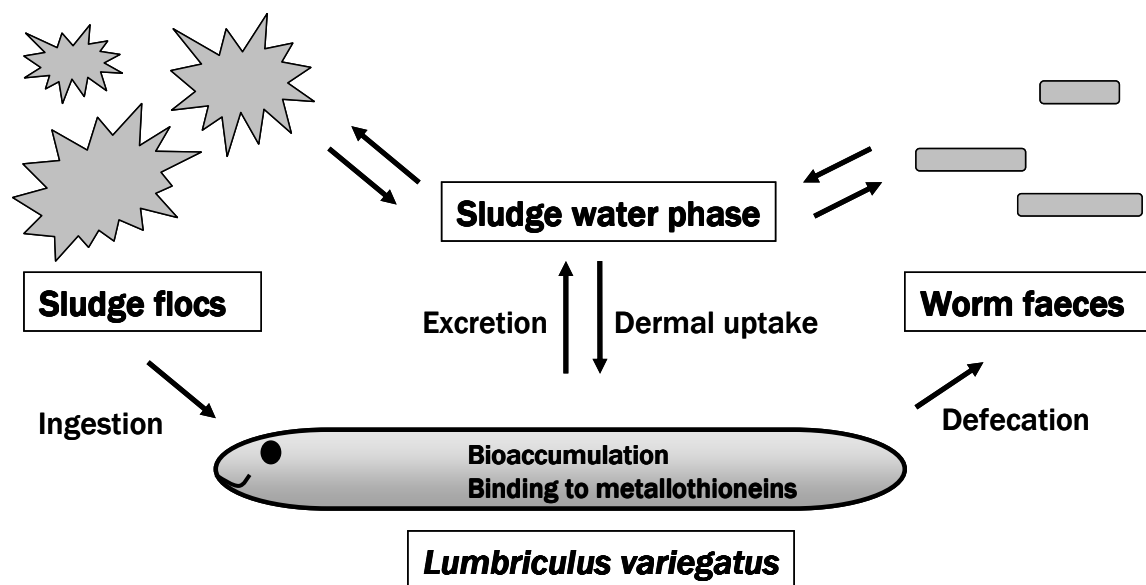 Sludge water phase
Sludge flocs
Worm faeces
Excretion
Dermal uptake
Ingestion
Defecation
Bioaccumulation
Binding to metallothioneins
Lumbriculus variegatus